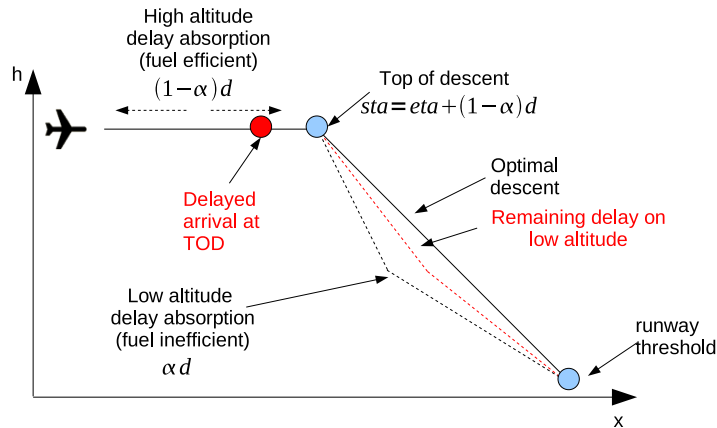 High altitude
delay absorption
(fuel efficient)
(1−α)d
h
Top of descent
sta=eta+(1−α)d
Optimal
descent
Delayed
arrival at
TOD
Remaining delay on
low altitude
Low altitude
delay absorption
(fuel inefficient)
αd
runway
threshold
x